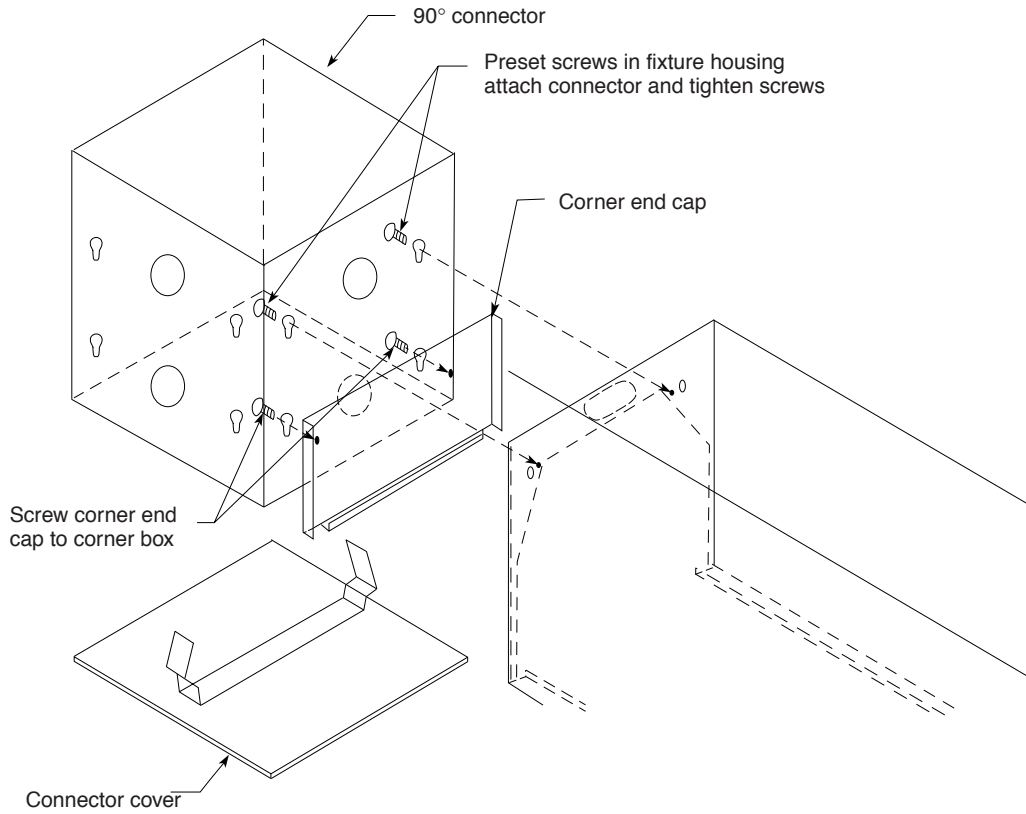 90° connector
Preset screws in fixture housing
attach connector and tighten screws
Corner end cap
Screw corner end
cap to corner box
Connector cover